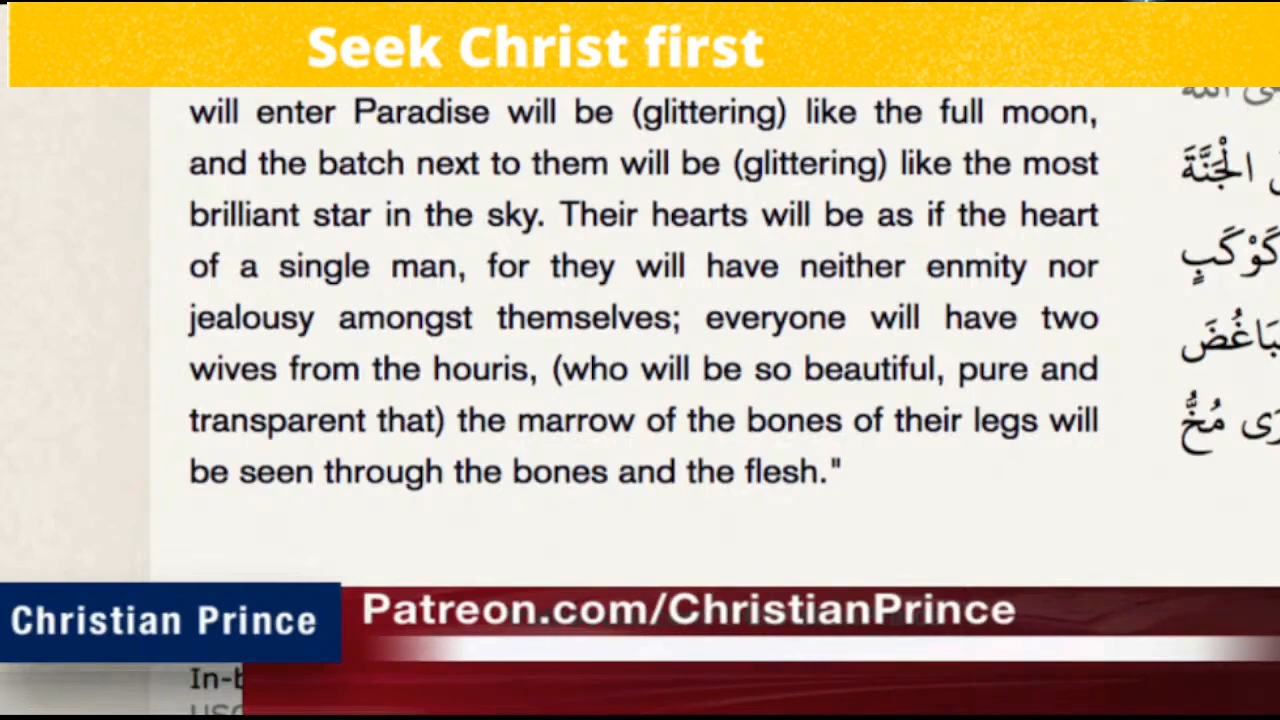 Seek Christ first
will enter Paradise will be (glittering) like the full moon,
and the batch next to them will be (glittering) like the most
brilliant star in the sky. Their hearts will be as if the heart
of a single man, for they will have neither enmity nor
jealousy amongst themselves; everyone will have two
wives from the houris, (who will be so beautiful, pure and
transparent that) the marrow of the bones of their legs will
be seen through the bones and the flesh."
الْجَنَّةَ
كَوْكَبٍ
مُخُّ
Christian Prince
Patreon.com/ChristianPrince